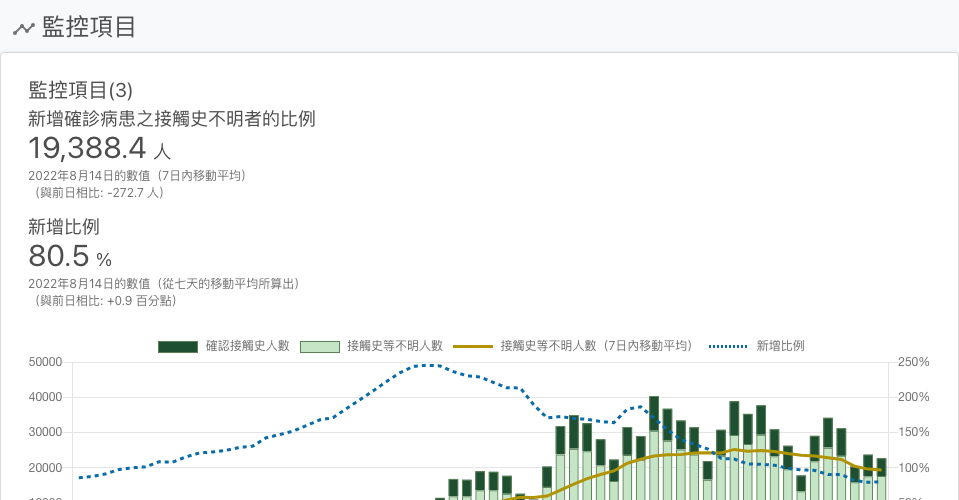 監控項目
監控項目(3)
新增確診病患之接觸史不明者的比例
19,388.4 人
2022年8月14日的數值（7日內移動平均）
（與前日相比: -272.7 人）
新增比例
80.5 %
2022年8月14日的數值（從七天的移動平均所算出）
（與前日相比: +0.9 百分點）
確認接觸史人數 接觸史等不明人數 接觸史等不明人數（7日內移動平均） 新增比例
50000 250%
40000 200%
30000 150%
20000 100%